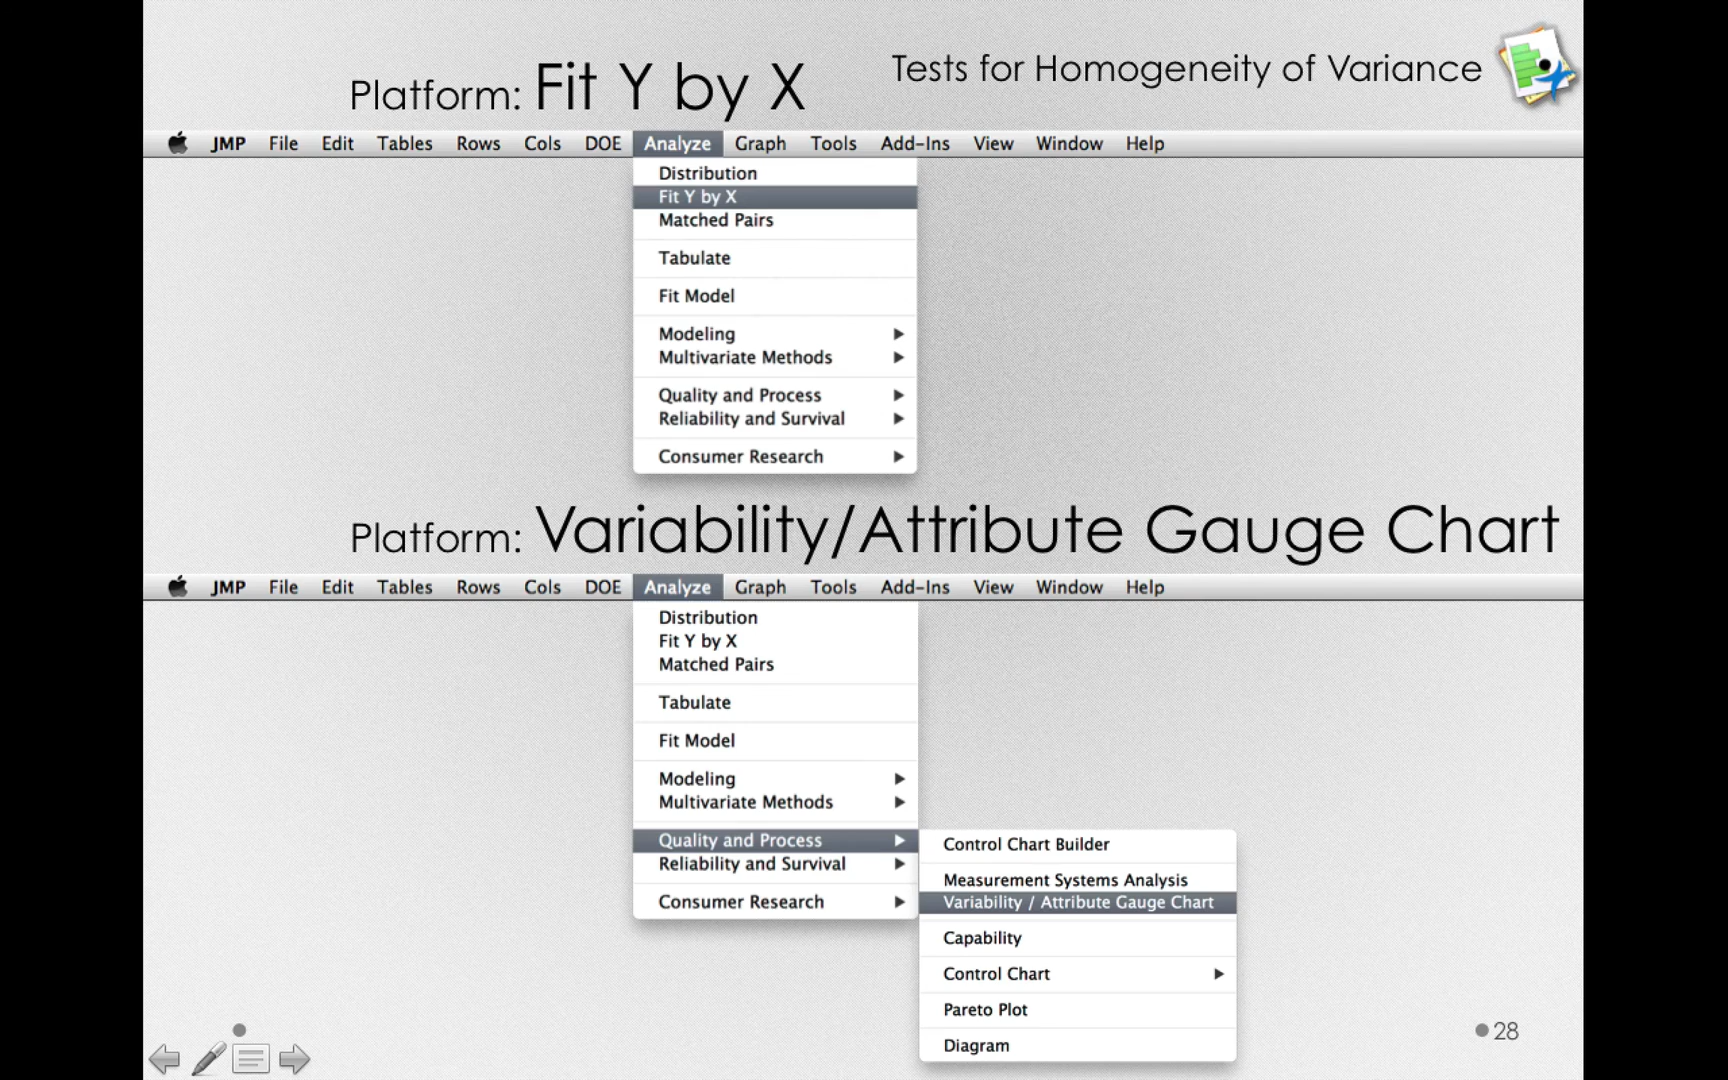 Tests for Homogeneity of Variance
Platform: Fit Y by X
JMP File Edit Tables Rows Cols DOE Analyze Graph Tools Add-Ins View Window Help
Distribution
Fit Y by X
Matched Pairs
Tabulate
Fit Model
Modeling
Multivariate Methods
Quality and Process
Reliability and Survival
Consumer Research
Platform: Variability/Attribute Gauge Chart
JMP File Edit Tables Rows Cols DOE Analyze Graph Tools Add-Ins View Window Help
Distribution
Fit Y by X
Matched Pairs
Tabulate
Fit Model
Modeling
Multivariate Methods
Quality and Process
Reliability and Survival
Consumer Research
Control Chart Builder
Measurement Systems Analysis
Variability / Attribute Gauge Chart
Capability
Control Chart
Pareto Plot
Diagram
28